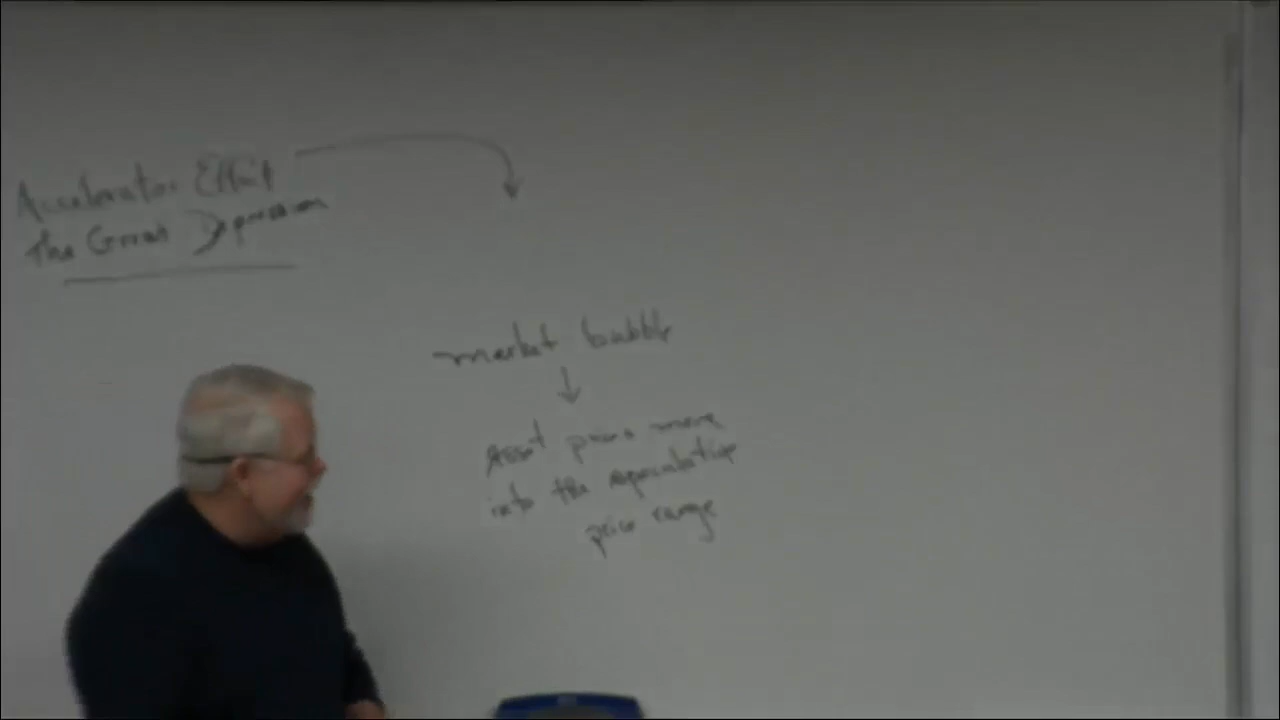 Accelerator Effect
The Great Depression
market bubble
Asset prices move
into the speculative
price range